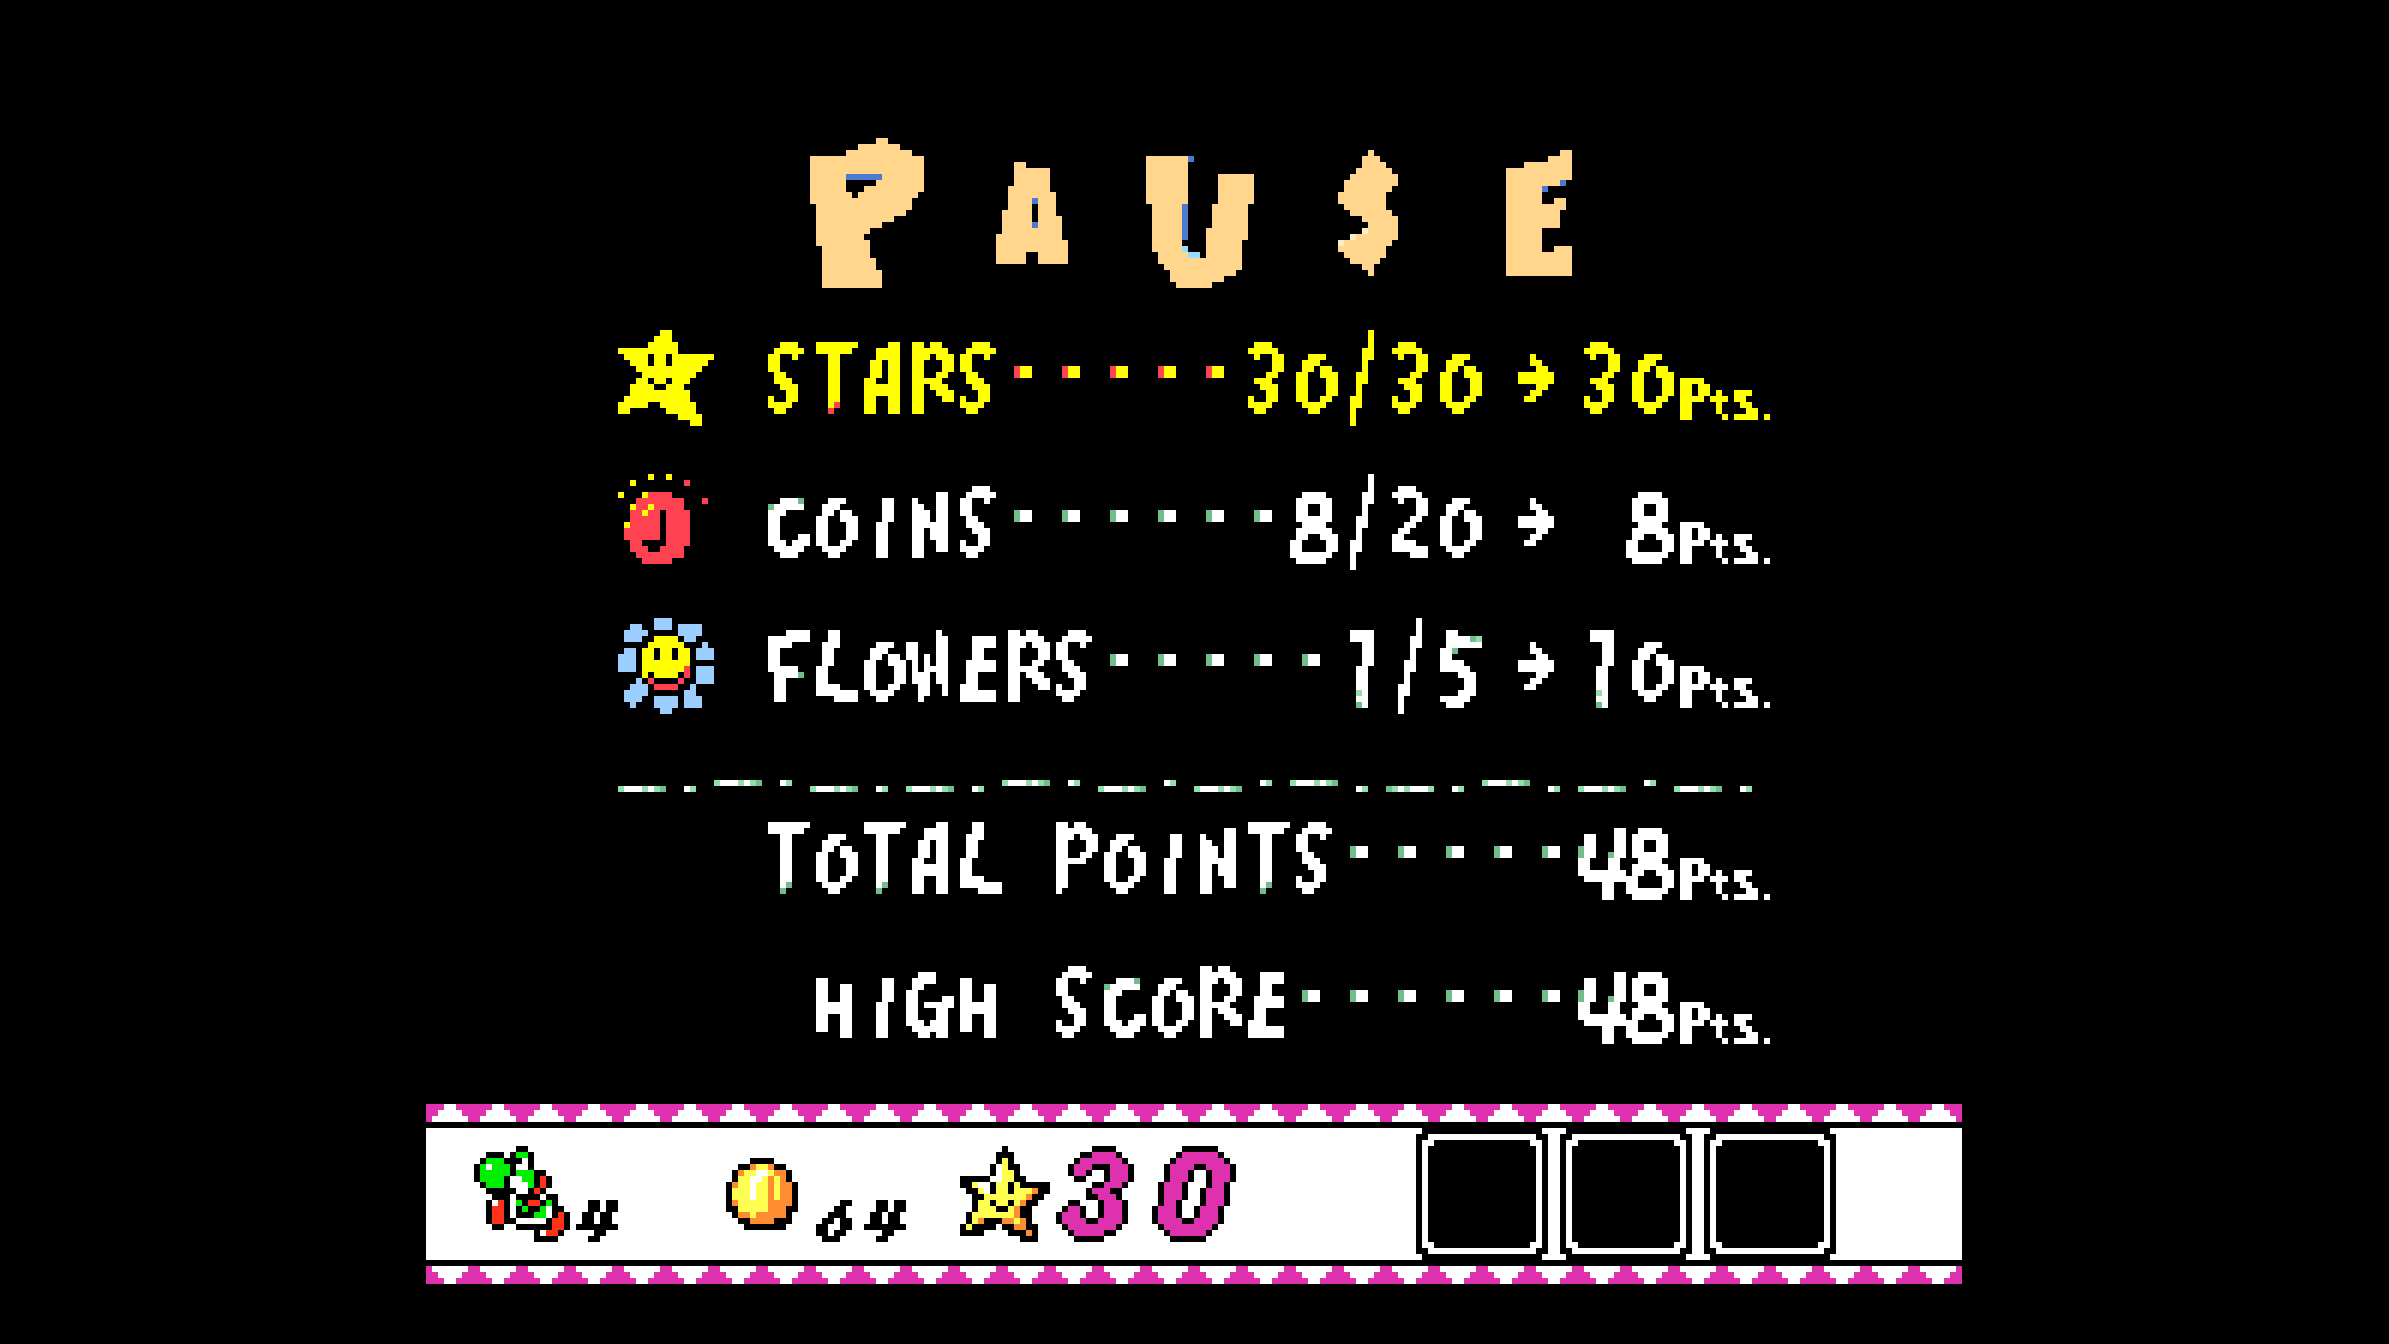 PAUSE
STARS.....30/30 → 30Pts.
COINS......8/20 → 8Pts.
FLOWERS.....1/5 → 10Pts.
TOTAL POINTS.....48Pts.
HIGH SCORE......48Pts.
4 64 30